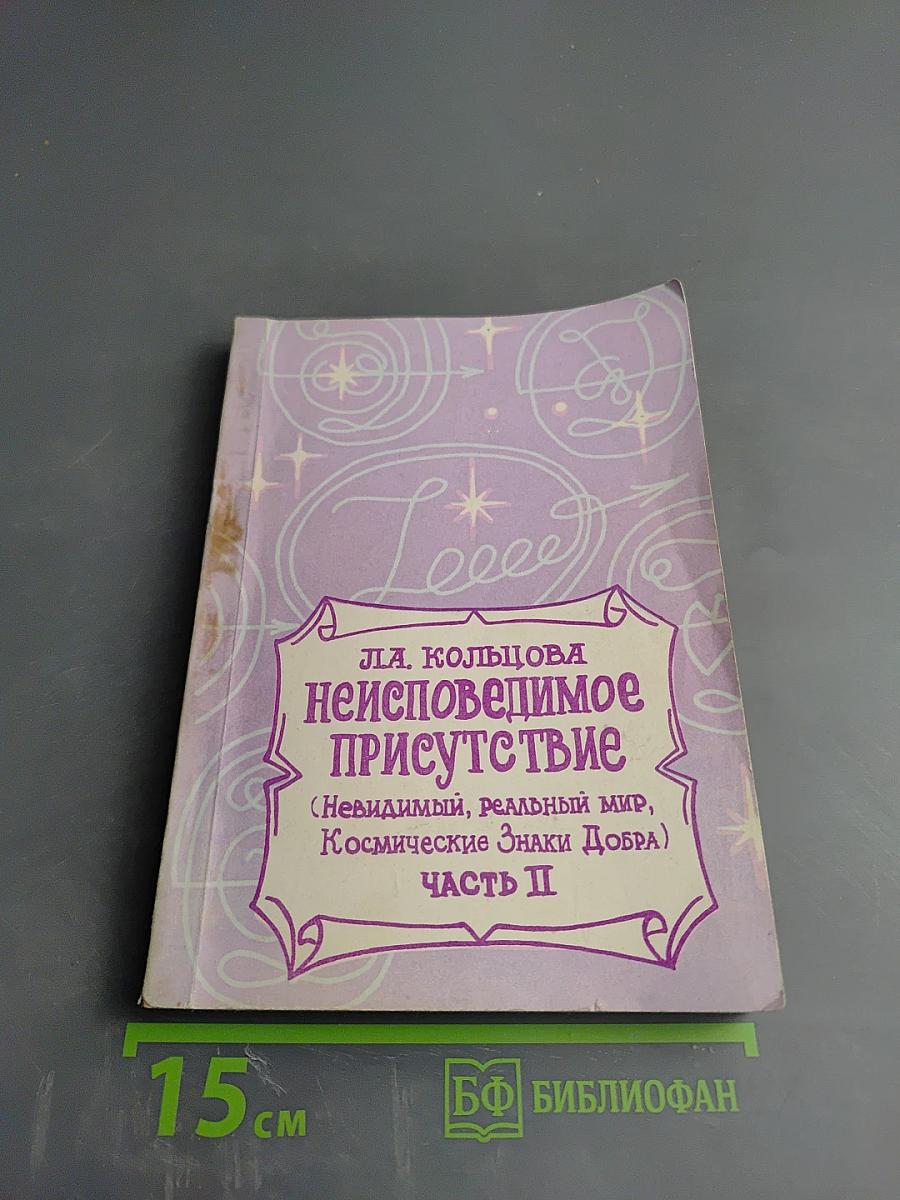 Л.А. КОЛЬЦОВА
НЕИСПОВЕДИМОЕ
ПРИСУТСТВИЕ
(НЕВИДИМЫЙ, РЕАЛЬНЫЙ МИР,
КОСМИЧЕСКИЕ ЗНАКИ ДОБРА)
ЧАСТЬ II
15 см
БФ БИБЛИОФАН